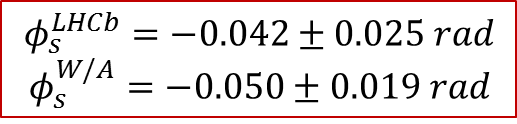 ϕ_s^{LHCb} = −0.042 ± 0.025 rad
ϕ_s^{W/A} = −0.050 ± 0.019 rad